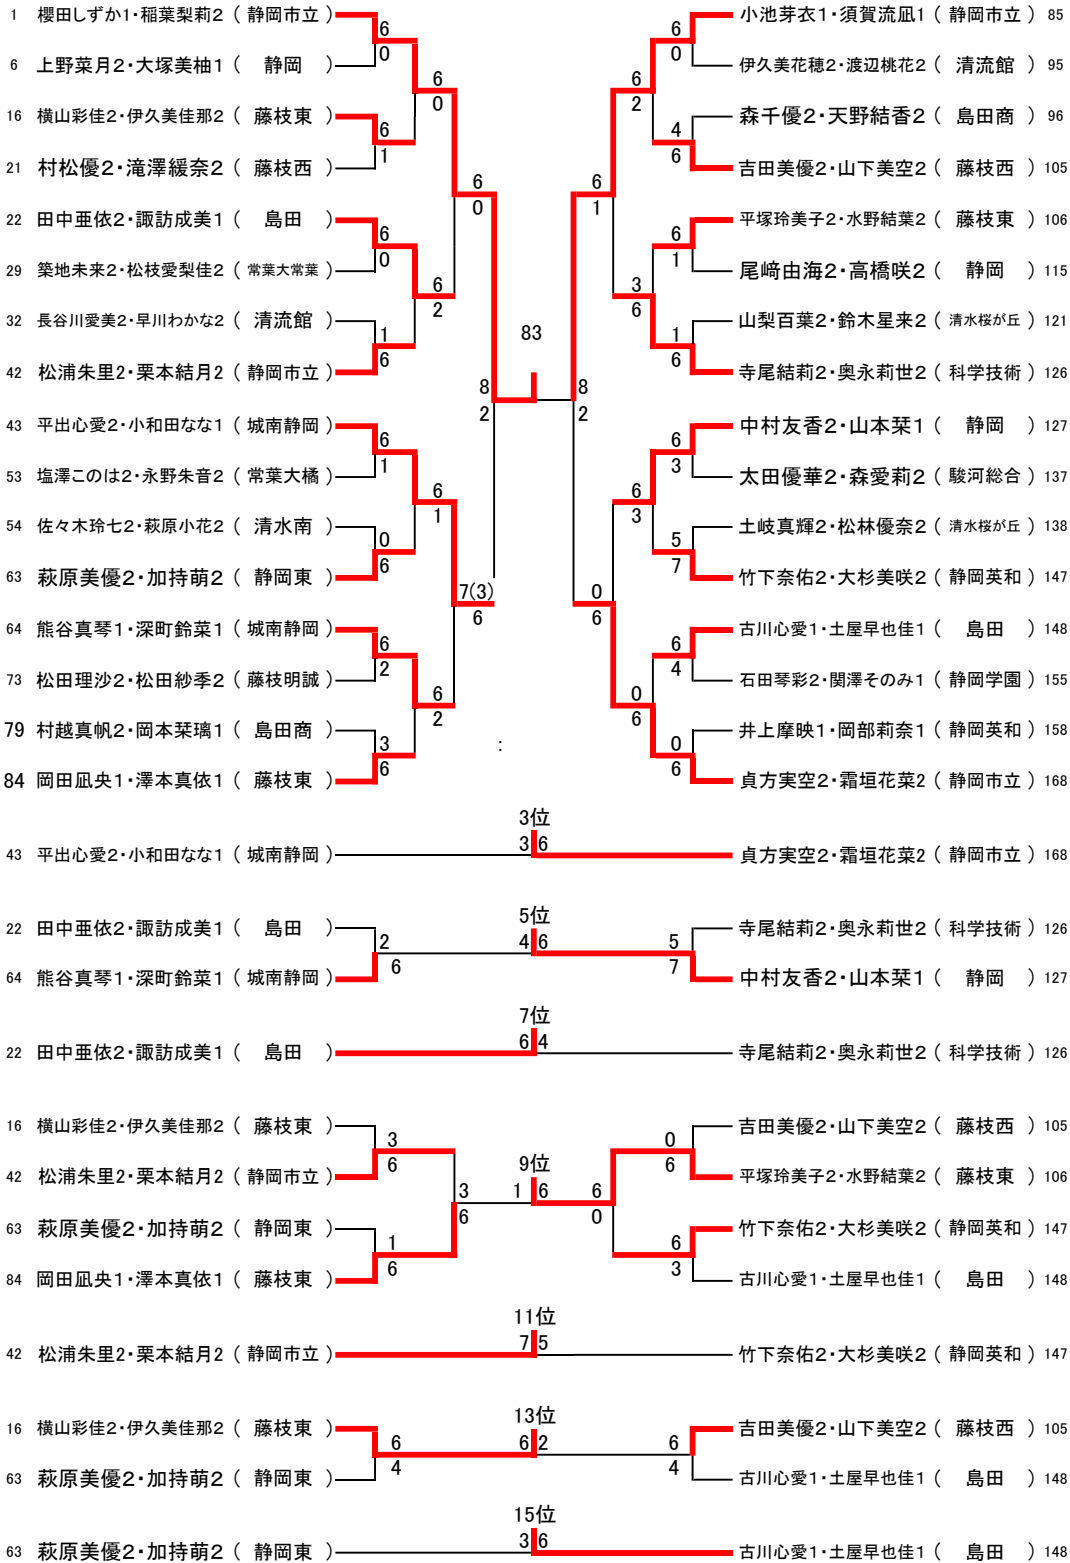 1 櫻田しずか1・稲葉梨莉2 ( 静岡市立 )
6 上野菜月2・大塚美柚1 ( 静岡 )
16 横山彩佳2・伊久美佳那2 ( 藤枝東 )
21 村松優2・滝澤緩奈2 ( 藤枝西 )
22 田中亜依2・諏訪成美1 ( 島田 )
29 築地未来2・松枝愛梨佳2 ( 常葉大常葉 )
32 長谷川愛美2・早川わかな2 ( 清流館 )
42 松浦朱里2・栗本結月2 ( 静岡市立 )
43 平出心愛2・小和田なな1 ( 城南静岡 )
53 塩澤このは2・永野朱音2 ( 常葉大橘 )
54 佐々木玲七2・萩原小花2 ( 清水南 )
63 萩原美優2・加持萌2 ( 静岡東 )
64 熊谷真琴1・深町鈴菜1 ( 城南静岡 )
73 松田理沙2・松田紗季2 ( 藤枝明誠 )
79 村越真帆2・岡本栞璃1 ( 島田商 )
84 岡田凪央1・澤本真依1 ( 藤枝東 )
6
0
6
1
6
0
1
6
6
1
0
6
6
2
3
6
6
0
6
2
6
1
6
2
6
0
7(3)
6
8
2
83
:
8
2
6
1
0
6
6
2
3
6
6
3
0
6
6
0
4
6
6
1
1
6
6
3
5
7
6
4
0
6
小池芽衣1・須賀流凪1 ( 静岡市立 ) 85
伊久美花穂2・渡辺桃花2 ( 清流館 ) 95
森千優2・天野結香2 ( 島田商 ) 96
吉田美優2・山下美空2 ( 藤枝西 ) 105
平塚玲美子2・水野結葉2 ( 藤枝東 ) 106
尾﨑由海2・高橋咲2 ( 静岡 ) 115
山梨百葉2・鈴木星来2 ( 清水桜が丘 ) 121
寺尾結莉2・奥永莉世2 ( 科学技術 ) 126
中村友香2・山本栞1 ( 静岡 ) 127
太田優華2・森愛莉2 ( 駿河総合 ) 137
土岐真輝2・松林優奈2 ( 清水桜が丘 ) 138
竹下奈佑2・大杉美咲2 ( 静岡英和 ) 147
古川心愛1・土屋早也佳1 ( 島田 ) 148
石田琴彩2・関澤そのみ1 ( 静岡学園 ) 155
井上摩映1・岡部莉奈1 ( 静岡英和 ) 158
貞方実空2・霜垣花菜2 ( 静岡市立 ) 168
3位
43 平出心愛2・小和田なな1 ( 城南静岡 ) 3 6 貞方実空2・霜垣花菜2 ( 静岡市立 ) 168
5位
22 田中亜依2・諏訪成美1 ( 島田 ) 寺尾結莉2・奥永莉世2 ( 科学技術 ) 126
2 4 6 5
6 7
64 熊谷真琴1・深町鈴菜1 ( 城南静岡 ) 中村友香2・山本栞1 ( 静岡 ) 127
7位
22 田中亜依2・諏訪成美1 ( 島田 ) 6 4 寺尾結莉2・奥永莉世2 ( 科学技術 ) 126
16 横山彩佳2・伊久美佳那2 ( 藤枝東 ) 吉田美優2・山下美空2 ( 藤枝西 ) 105
3 0
6 9位 6
42 松浦朱里2・栗本結月2 ( 静岡市立 ) 平塚玲美子2・水野結葉2 ( 藤枝東 ) 106
3 1 6 6
6 0
63 萩原美優2・加持萌2 ( 静岡東 ) 竹下奈佑2・大杉美咲2 ( 静岡英和 ) 147
1 6
6 3
84 岡田凪央1・澤本真依1 ( 藤枝東 ) 古川心愛1・土屋早也佳1 ( 島田 ) 148
11位
42 松浦朱里2・栗本結月2 ( 静岡市立 ) 7 5 竹下奈佑2・大杉美咲2 ( 静岡英和 ) 147
13位
16 横山彩佳2・伊久美佳那2 ( 藤枝東 ) 吉田美優2・山下美空2 ( 藤枝西 ) 105
6 6 2 6
4 4
63 萩原美優2・加持萌2 ( 静岡東 ) 古川心愛1・土屋早也佳1 ( 島田 ) 148
15位
63 萩原美優2・加持萌2 ( 静岡東 ) 3 6 古川心愛1・土屋早也佳1 ( 島田 ) 148